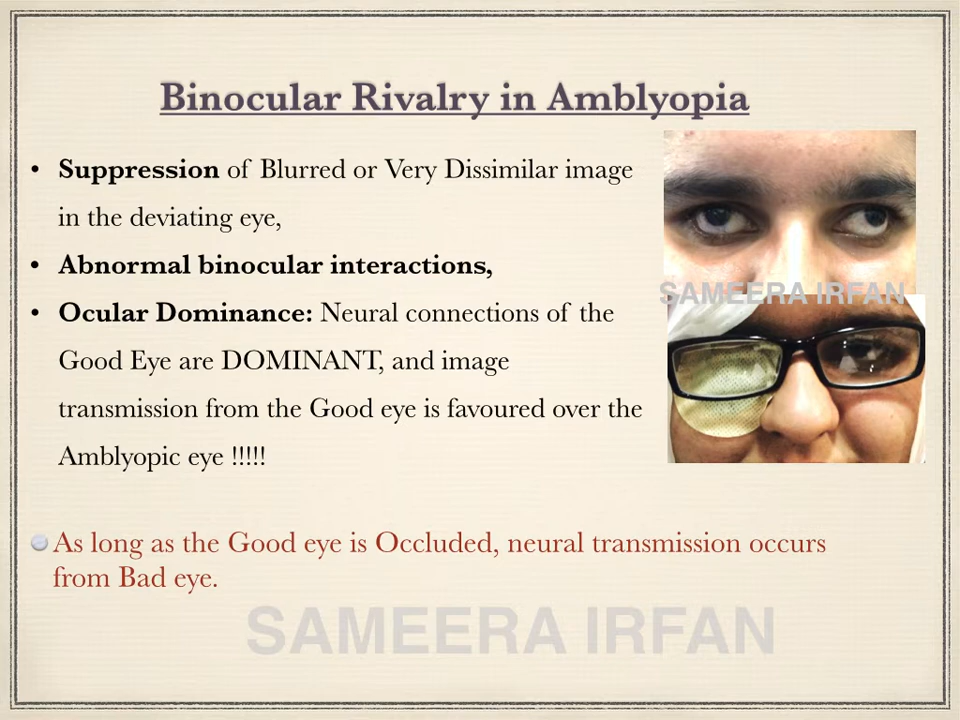 Binocular Rivalry in Amblyopia
• Suppression of Blurred or Very Dissimilar image
in the deviating eye,
• Abnormal binocular interactions,
• Ocular Dominance: Neural connections of the
Good Eye are DOMINANT, and image
transmission from the Good eye is favoured over the
Amblyopic eye !!!!!
SAMEERA IRFAN
As long as the Good eye is Occluded, neural transmission occurs
from Bad eye.
SAMEERA IRFAN